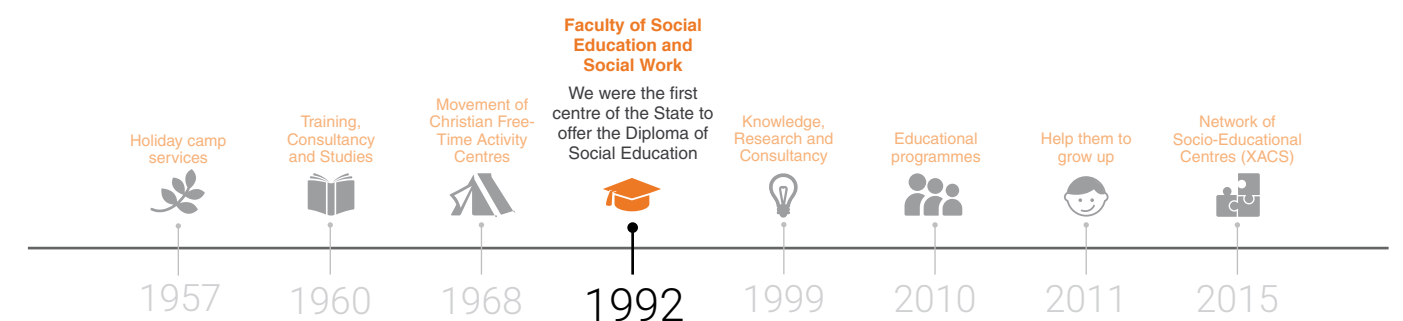 Holiday camp
services
1957
Training,
Consultancy
and Studies
1960
Movement of
Christian Free-
Time Activity
Centres
1968
Faculty of Social
Education and
Social Work
We were the first
centre of the State to
offer the Diploma of
Social Education
1992
Knowledge,
Research and
Consultancy
1999
Educational
programmes
2010
Help them to
grow up
2011
Network of
Socio-Educational
Centres (XACS)
2015